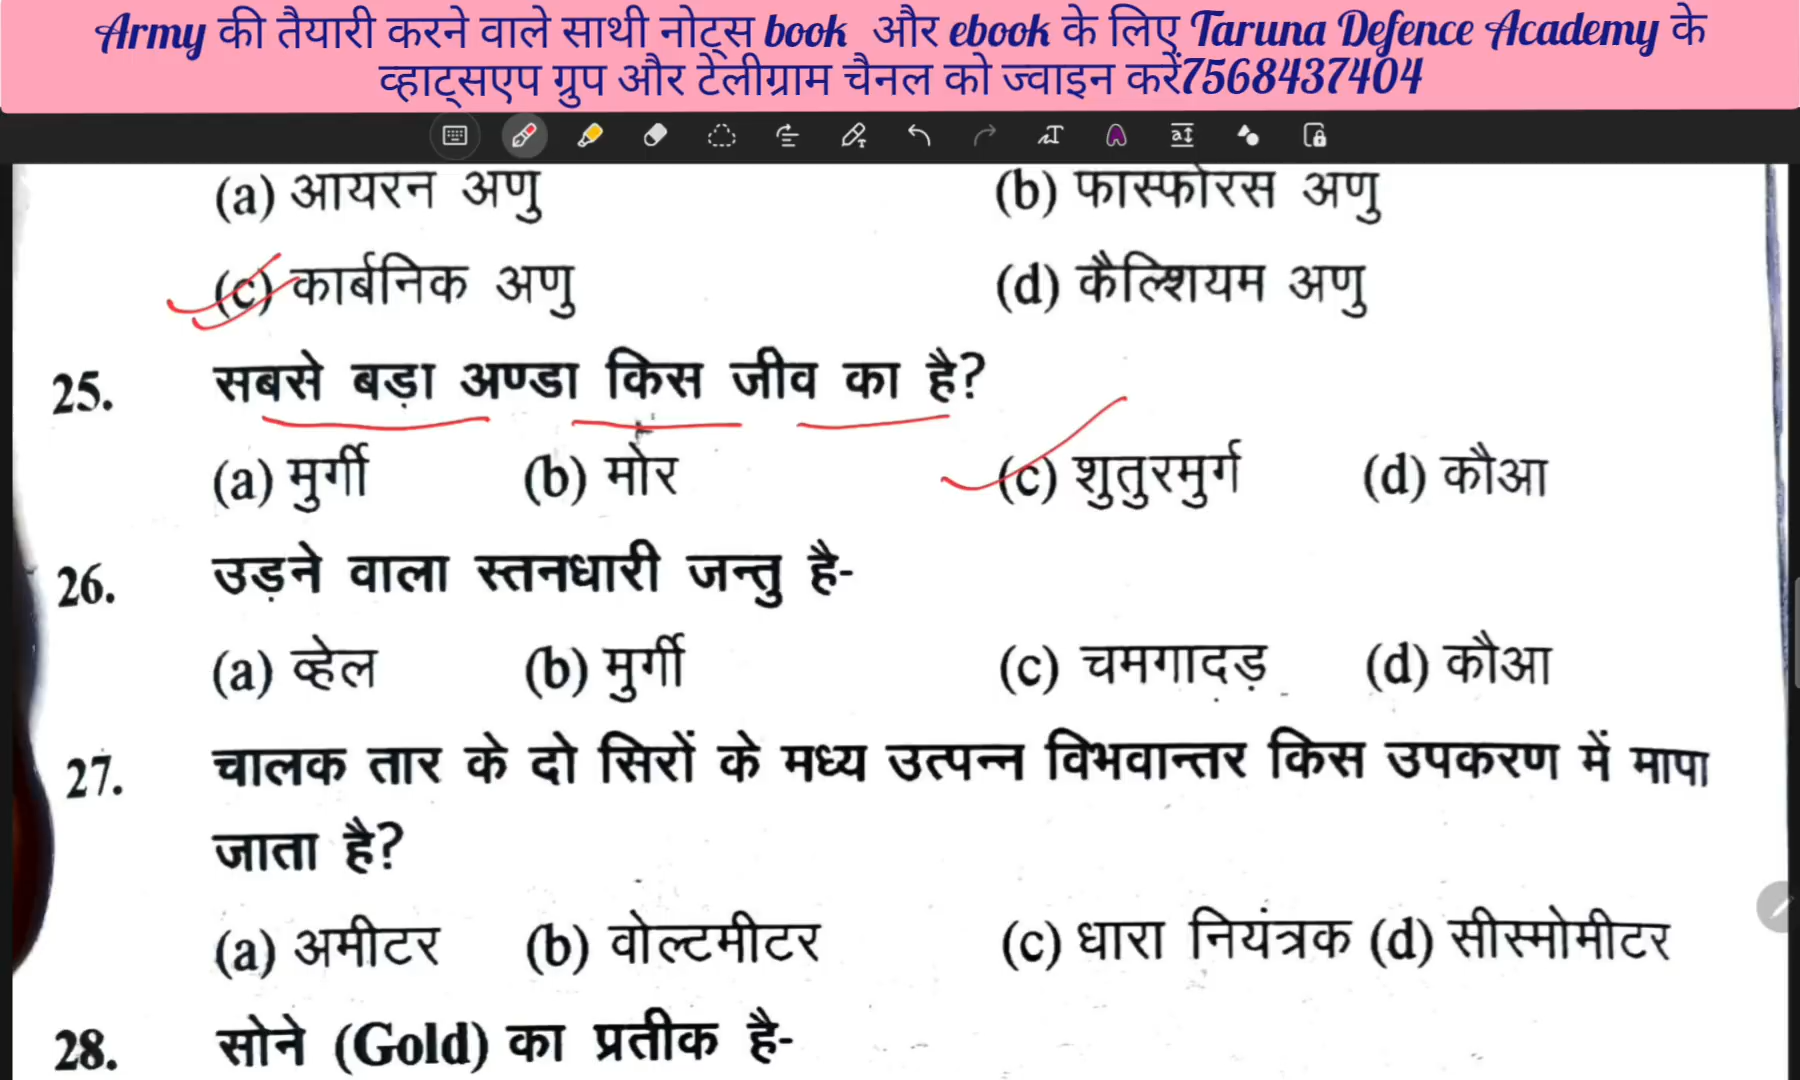 Army की तैयारी करने वाले साथी नोट्स book और ebook के लिए Taruna Defence Academy के
व्हाट्सएप ग्रुप और टेलीग्राम चैनल को ज्वाइन करें7568437404
(a) आयरन अणु (b) फास्फोरस अणु
(c) कार्बनिक अणु (d) कैल्शियम अणु
25. सबसे बड़ा अण्डा किस जीव का है?
(a) मुर्गी (b) मोर (c) शुतुरमुर्ग (d) कौआ
26. उड़ने वाला स्तनधारी जन्तु है-
(a) व्हेल (b) मुर्गी (c) चमगादड़ (d) कौआ
27. चालक तार के दो सिरों के मध्य उत्पन्न विभवान्तर किस उपकरण में मापा
जाता है?
(a) अमीटर (b) वोल्टमीटर (c) धारा नियंत्रक (d) सीस्मोमीटर
28. सोने (Gold) का प्रतीक है-